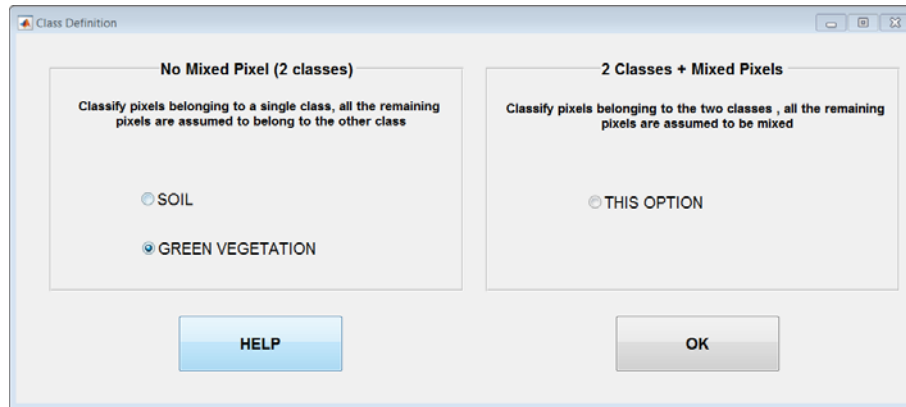 Class Definition
No Mixed Pixel (2 classes)
Classify pixels belonging to a single class, all the remaining
pixels are assumed to belong to the other class
SOIL
GREEN VEGETATION
HELP
2 Classes + Mixed Pixels
Classify pixels belonging to the two classes , all the remaining
pixels are assumed to be mixed
THIS OPTION
OK